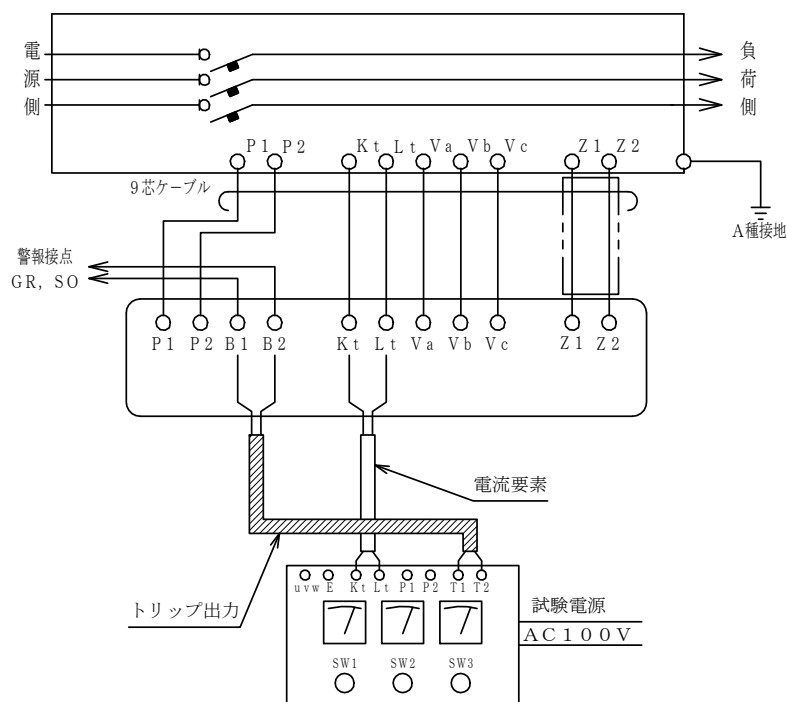 電源側
負荷側
P1 P2 Kt Lt Va Vb Vc Z1 Z2
9芯ケーブル
A種接地
警報接点
GR, SO
P1 P2 B1 B2 Kt Lt Va Vb Vc Z1 Z2
電流要素
uvw E Kt Lt P1 P2 T1 T2
トリップ出力
試験電源
AC100V
SW1 SW2 SW3